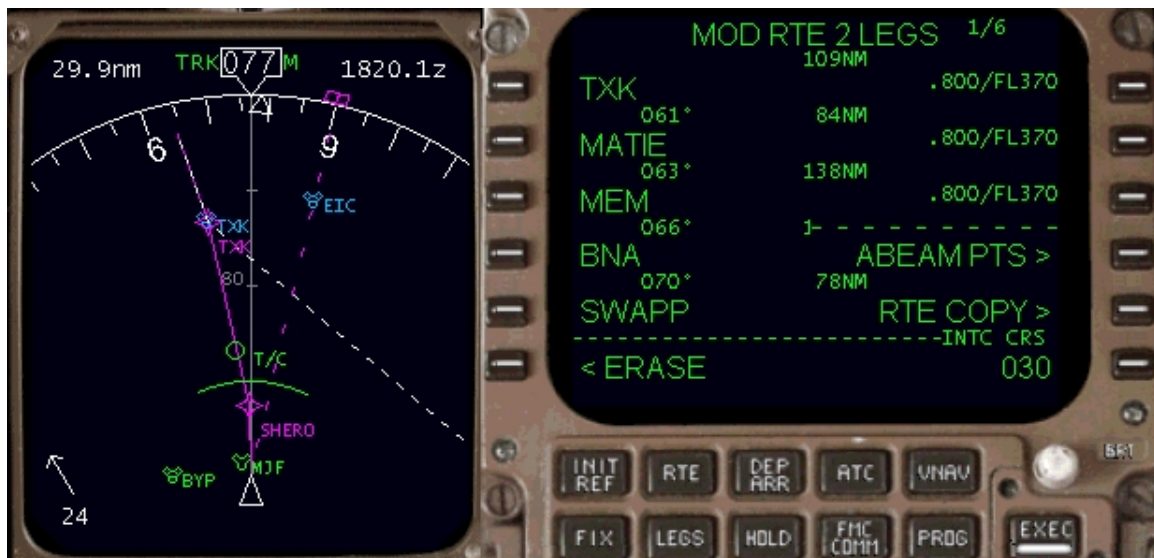 29.9nm TRK 077 M 1820.1z
6
9
EIC
TXK
TXK
80
T/C
SHERO
MJF
BYP
24
MOD RTE 2 LEGS 1/6
109NM
TXK .800/FL370
061° 84NM
MATIE .800/FL370
063° 138NM
MEM .800/FL370
066°
BNA ABEAM PTS >
070° 78NM
SWAPP RTE COPY >
INTC CRS
< ERASE 030
BRT
INIT REF RTE DEP ARR ATC VNAV
FIX LEGS HOLD FMC COMM PROG EXEC